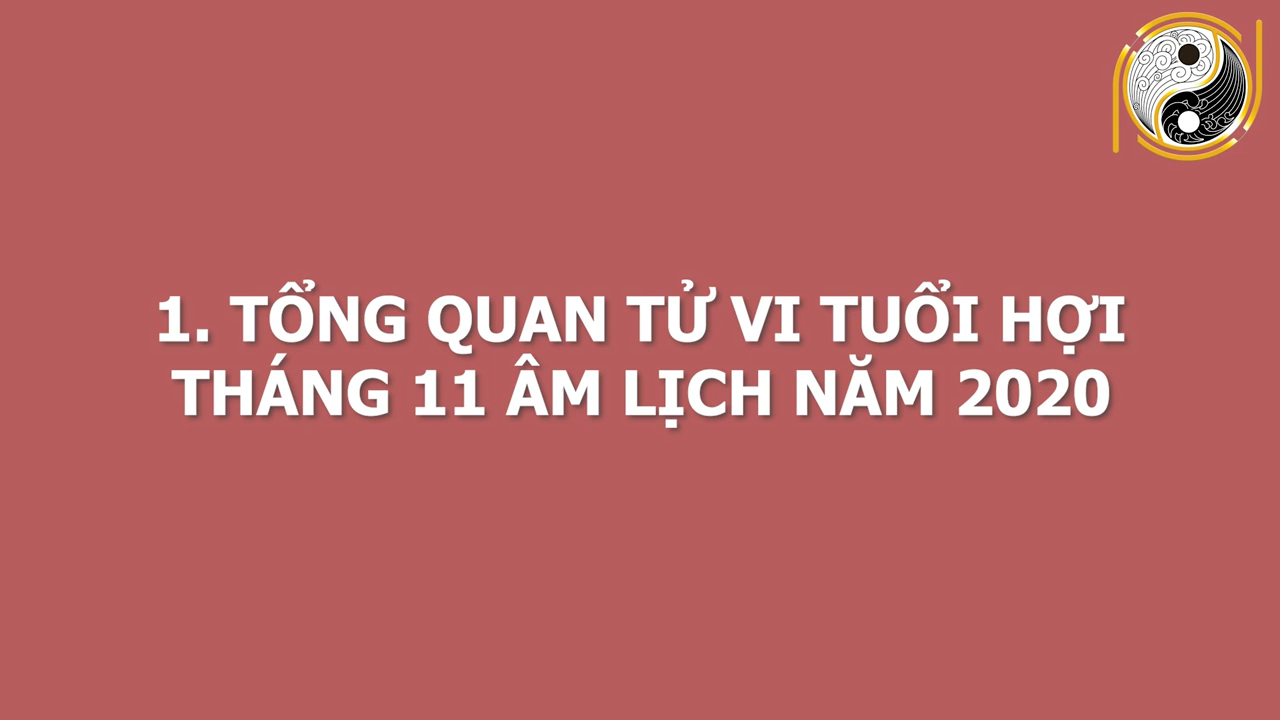 1. TỔNG QUAN TỬ VI TUỔI HỢI
THÁNG 11 ÂM LỊCH NĂM 2020